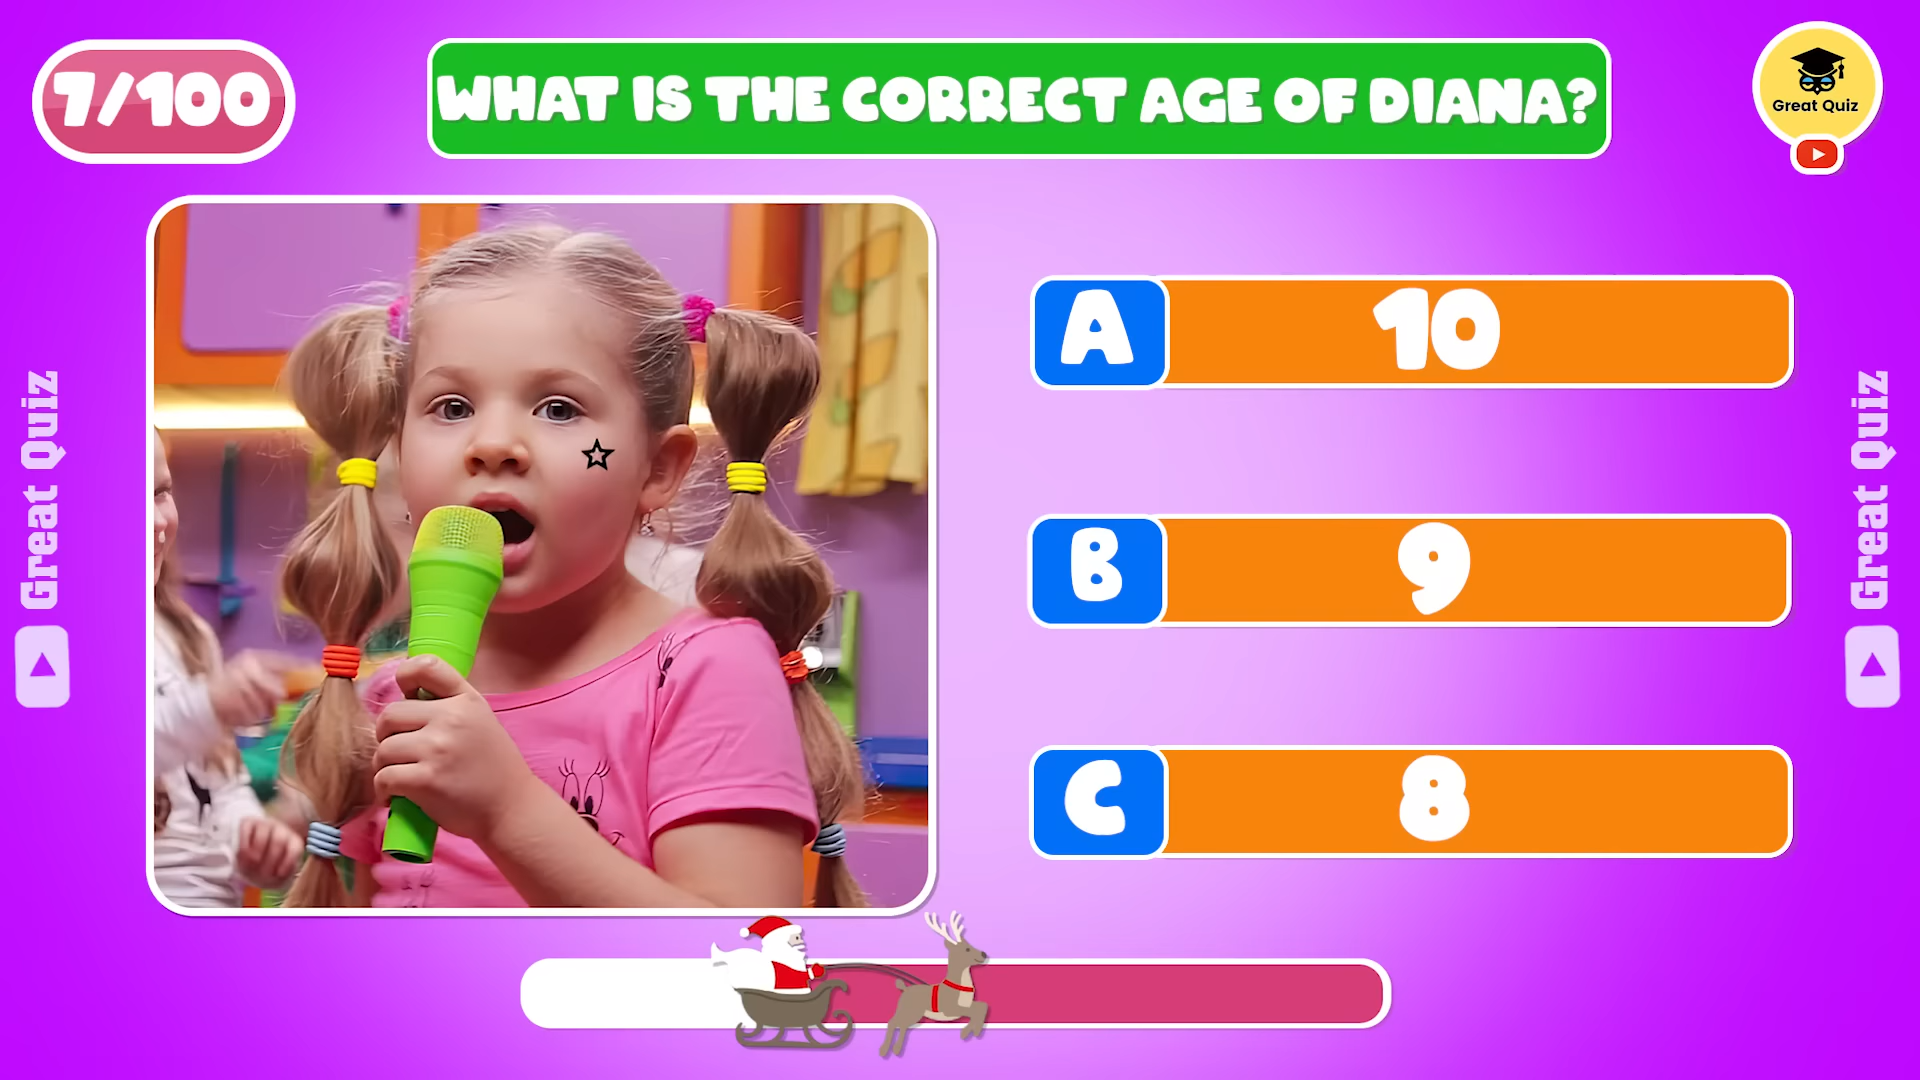 7/100
WHAT IS THE CORRECT AGE OF DIANA?
Great Quiz
A
10
B
9
C
8
Great Quiz
Great Quiz